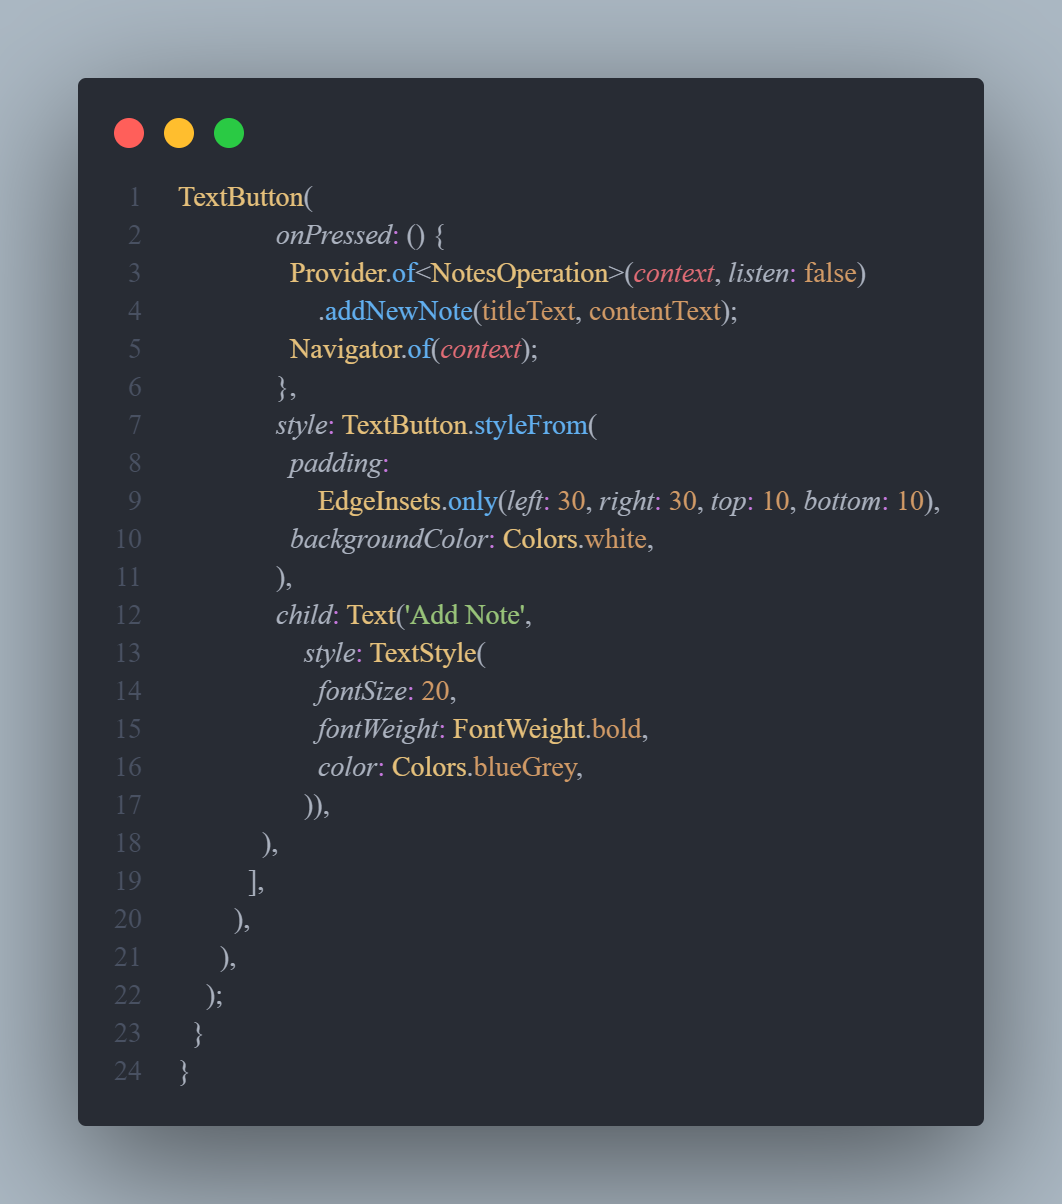 1 TextButton(
2 onPressed: () {
3 Provider.of<NotesOperation>(context, listen: false)
4 .addNewNote(titleText, contentText);
5 Navigator.of(context);
6 },
7 style: TextButton.styleFrom(
8 padding:
9 EdgeInsets.only(left: 30, right: 30, top: 10, bottom: 10),
10 backgroundColor: Colors.white,
11 ),
12 child: Text('Add Note',
13 style: TextStyle(
14 fontSize: 20,
15 fontWeight: FontWeight.bold,
16 color: Colors.blueGrey,
17 )),
18 ),
19 ],
20 ),
21 ),
22 );
23 }
24 }